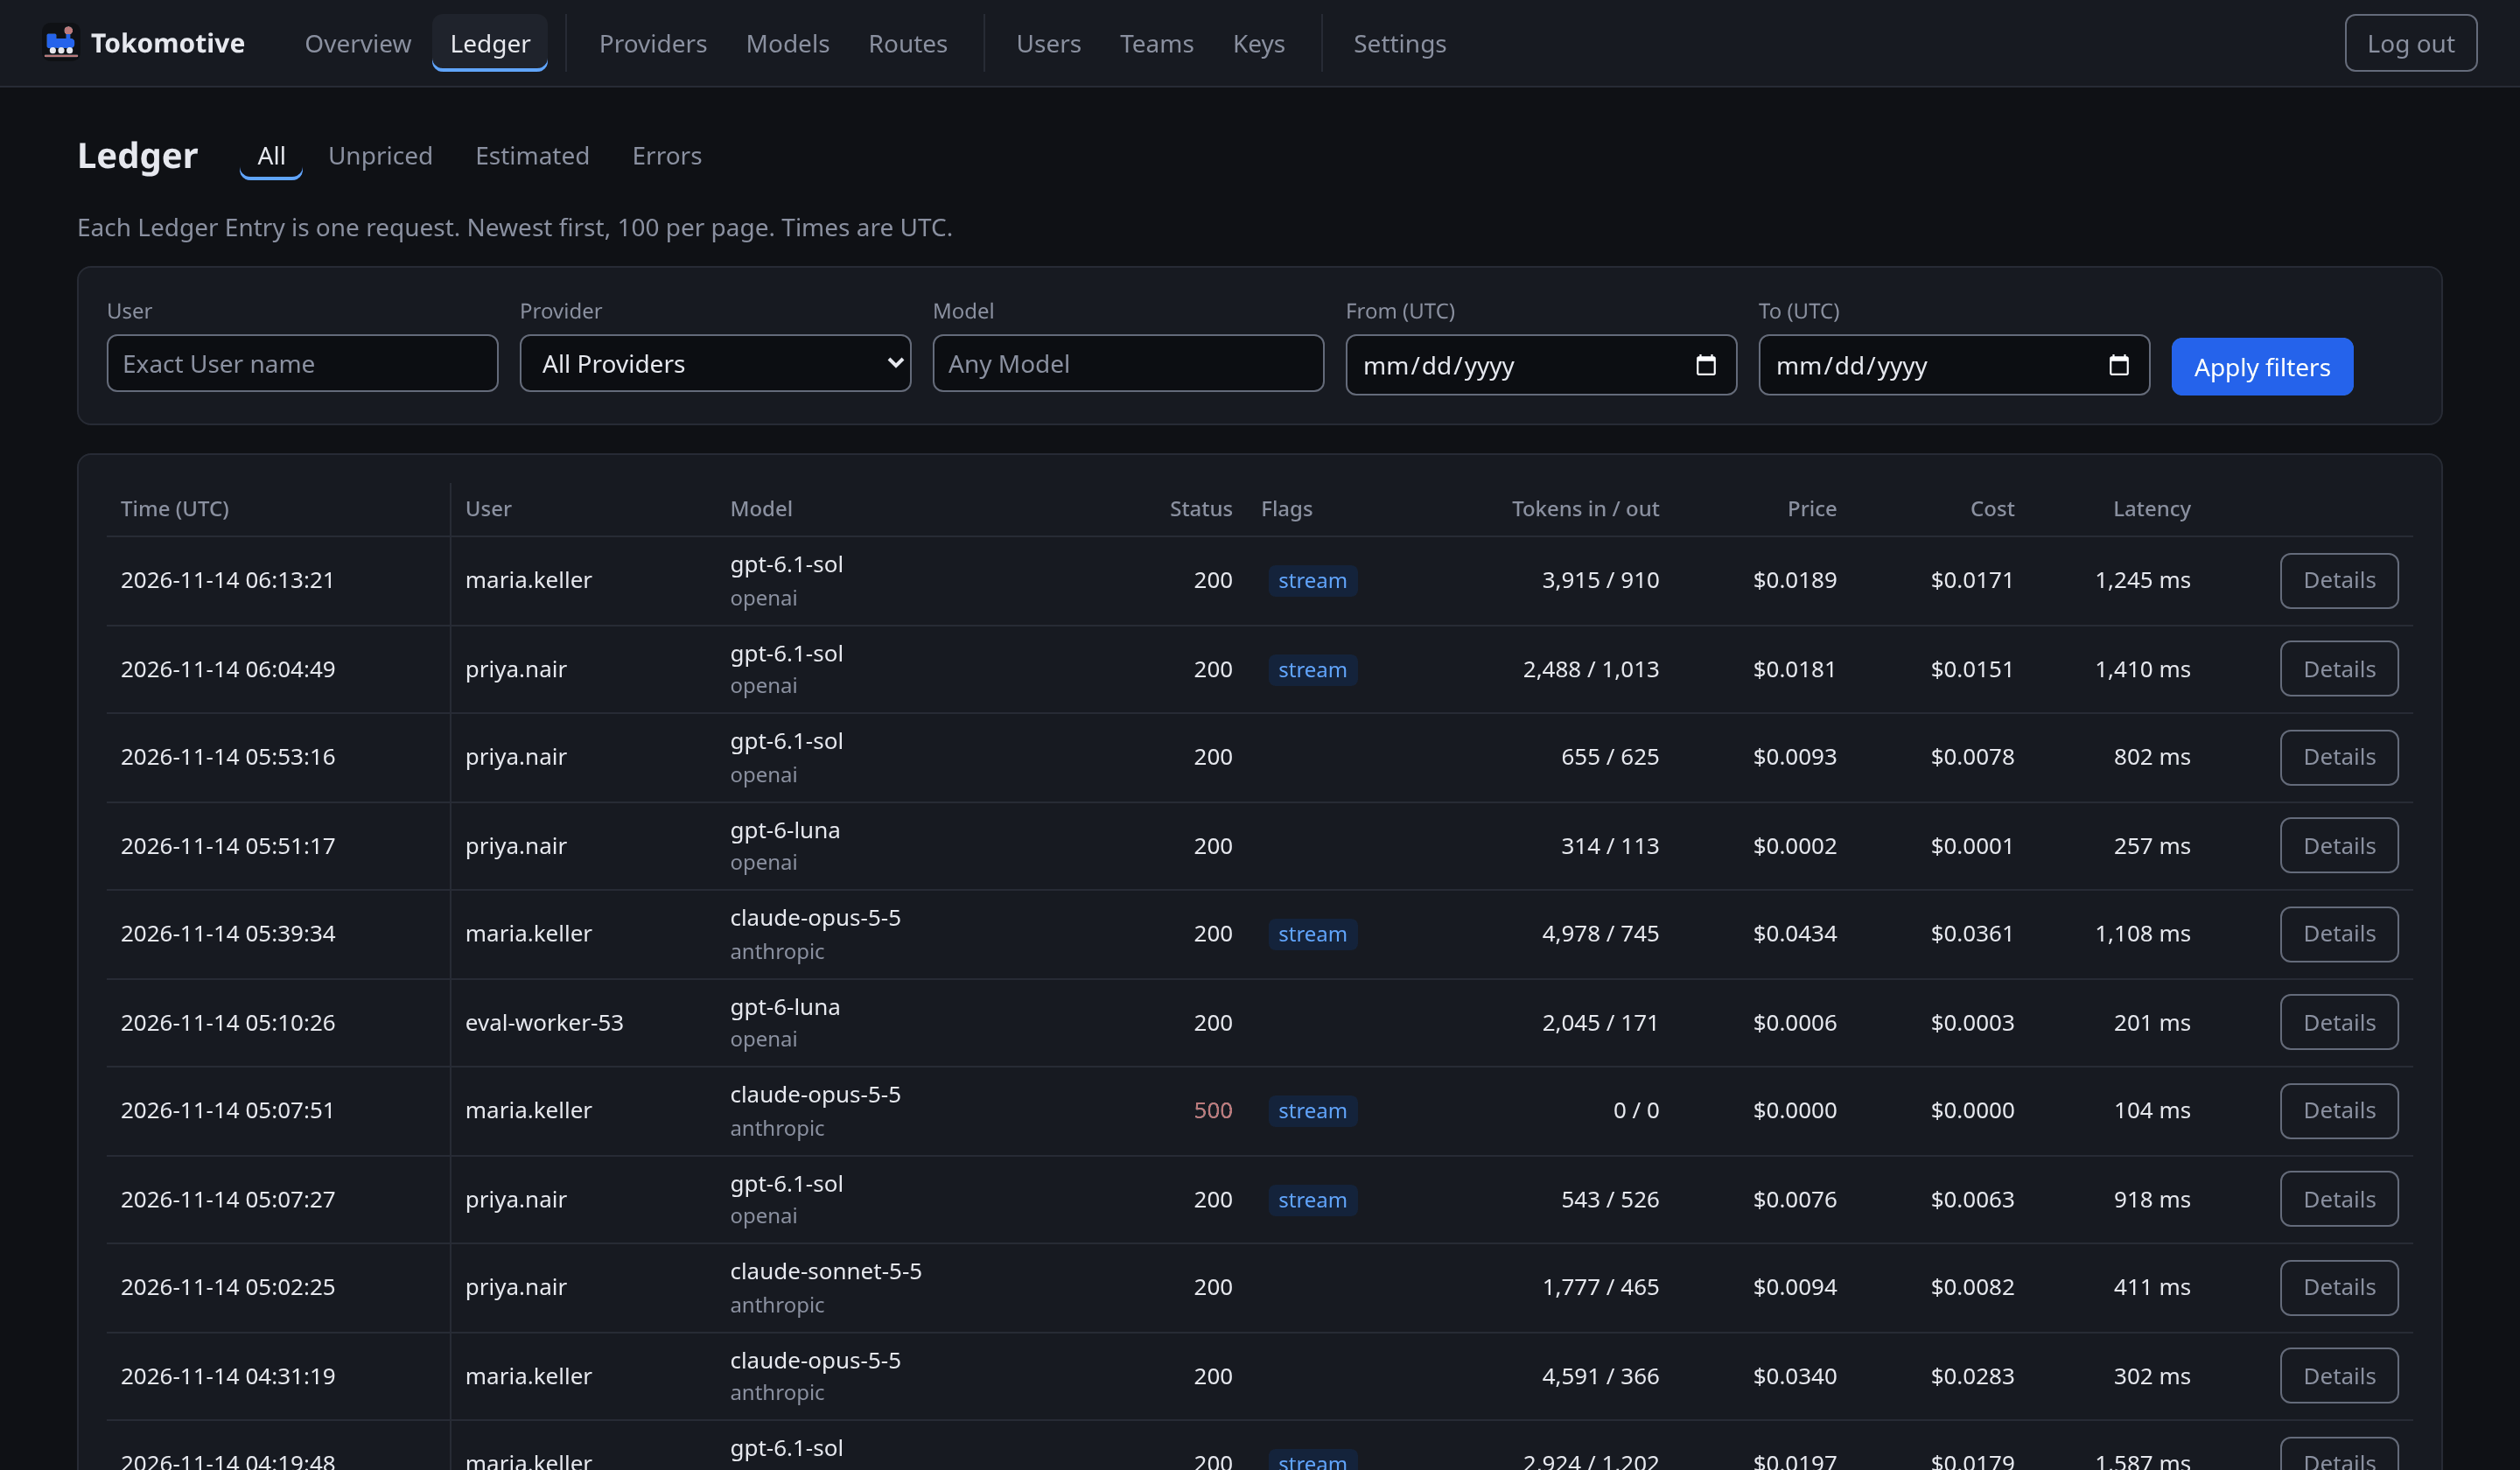 Tokomotive Overview Ledger Providers Models Routes Users Teams Keys Settings Log out
Ledger All Unpriced Estimated Errors
Each Ledger Entry is one request. Newest first, 100 per page. Times are UTC.
User Provider Model From (UTC) To (UTC)
Exact User name All Providers Any Model mm/dd/yyyy mm/dd/yyyy Apply filters
Time (UTC) User Model Status Flags Tokens in / out Price Cost Latency
2026-11-14 06:13:21 maria.keller gpt-6.1-sol 200 stream 3,915 / 910 $0.0189 $0.0171 1,245 ms Details
openai
2026-11-14 06:04:49 priya.nair gpt-6.1-sol 200 stream 2,488 / 1,013 $0.0181 $0.0151 1,410 ms Details
openai
2026-11-14 05:53:16 priya.nair gpt-6.1-sol 200 655 / 625 $0.0093 $0.0078 802 ms Details
openai
2026-11-14 05:51:17 priya.nair gpt-6-luna 200 314 / 113 $0.0002 $0.0001 257 ms Details
openai
2026-11-14 05:39:34 maria.keller claude-opus-5-5 200 stream 4,978 / 745 $0.0434 $0.0361 1,108 ms Details
anthropic
2026-11-14 05:10:26 eval-worker-53 gpt-6-luna 200 2,045 / 171 $0.0006 $0.0003 201 ms Details
openai
2026-11-14 05:07:51 maria.keller claude-opus-5-5 500 stream 0 / 0 $0.0000 $0.0000 104 ms Details
anthropic
2026-11-14 05:07:27 priya.nair gpt-6.1-sol 200 stream 543 / 526 $0.0076 $0.0063 918 ms Details
openai
2026-11-14 05:02:25 priya.nair claude-sonnet-5-5 200 1,777 / 465 $0.0094 $0.0082 411 ms Details
anthropic
2026-11-14 04:31:19 maria.keller claude-opus-5-5 200 4,591 / 366 $0.0340 $0.0283 302 ms Details
anthropic
2026-11-14 04:19:48 maria.keller gpt-6.1-sol 200 stream 2,924 / 1,202 $0.0197 $0.0179 1,587 ms Details